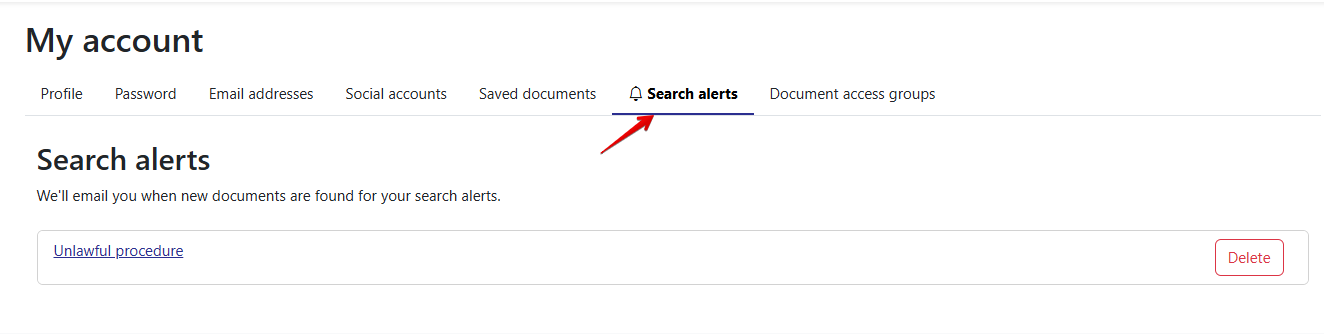 My account
Profile Password Email addresses Social accounts Saved documents Search alerts Document access groups
Search alerts
We'll email you when new documents are found for your search alerts.
Unlawful procedure Delete